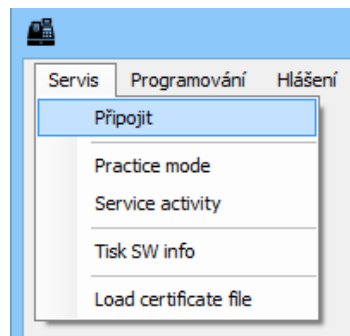 Servis Programování Hlášení
Připojit
Practice mode
Service activity
Tisk SW info
Load certificate file